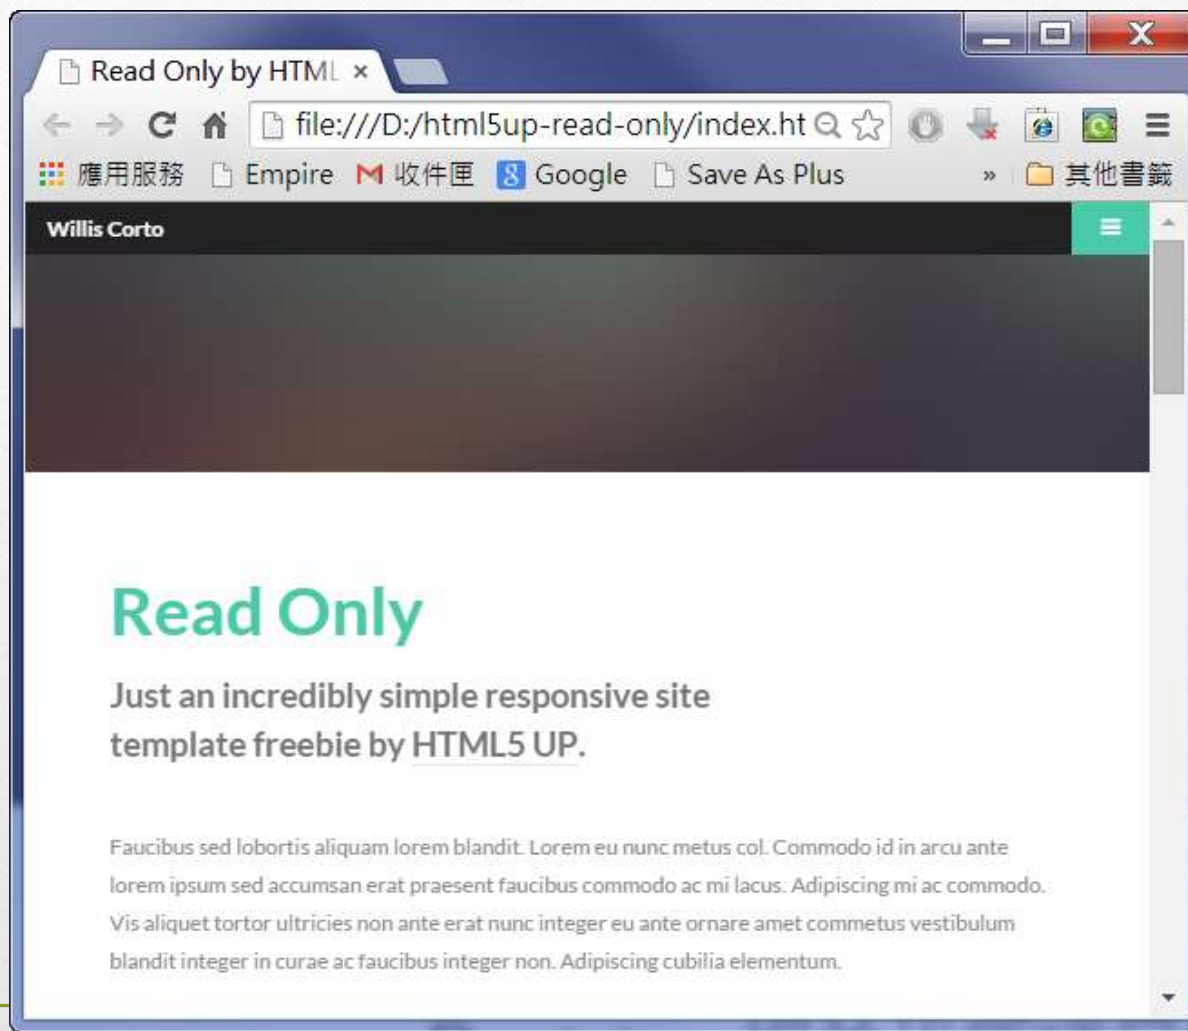 Read Only by HTML
file:///D:/html5up-read-only/index.ht
應用服務 Empire 收件匣 Google Save As Plus » 其他書籤
Willis Corto
Read Only
Just an incredibly simple responsive site
template freebie by HTML5 UP.
Faucibus sed lobortis aliquam lorem blandit. Lorem eu nunc metus col. Commodo id in arcu ante
lorem ipsum sed accumsan erat praesent faucibus commodo ac mi lacus. Adipiscing mi ac commodo.
Vis aliquet tortor ultricies non ante erat nunc integer eu ante ornare amet commetus vestibulum
blandit integer in curae ac faucibus integer non. Adipiscing cubilia elementum.